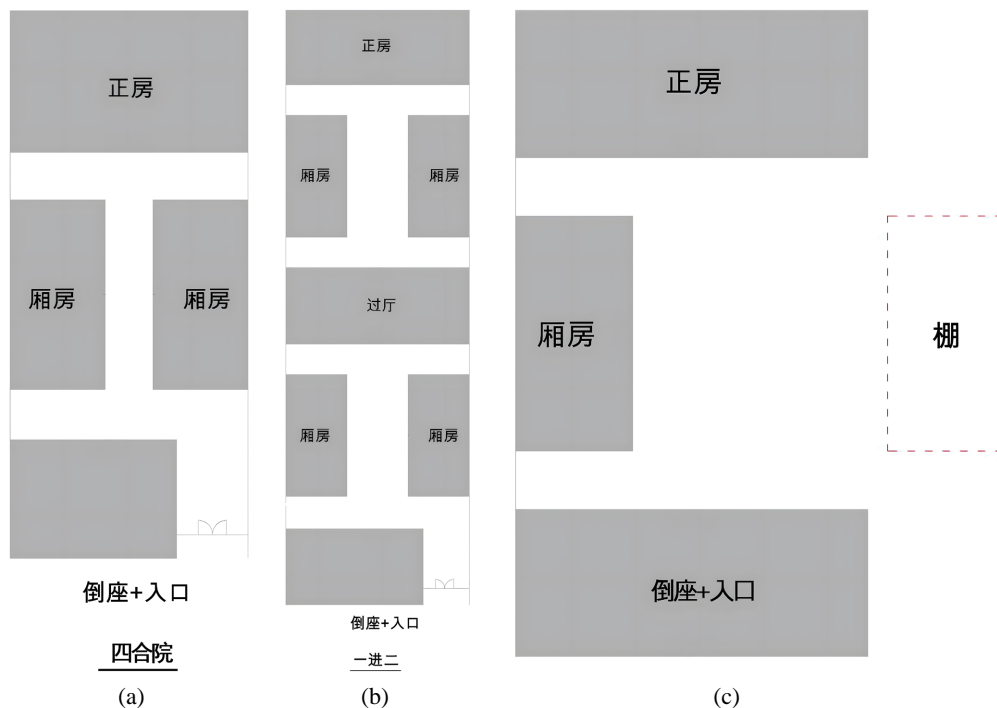 正房
厢房
厢房
倒座+入口
四合院
(a)
正房
厢房
厢房
过厅
厢房
厢房
倒座+入口
一进二
(b)
正房
厢房
棚
倒座+入口
(c)